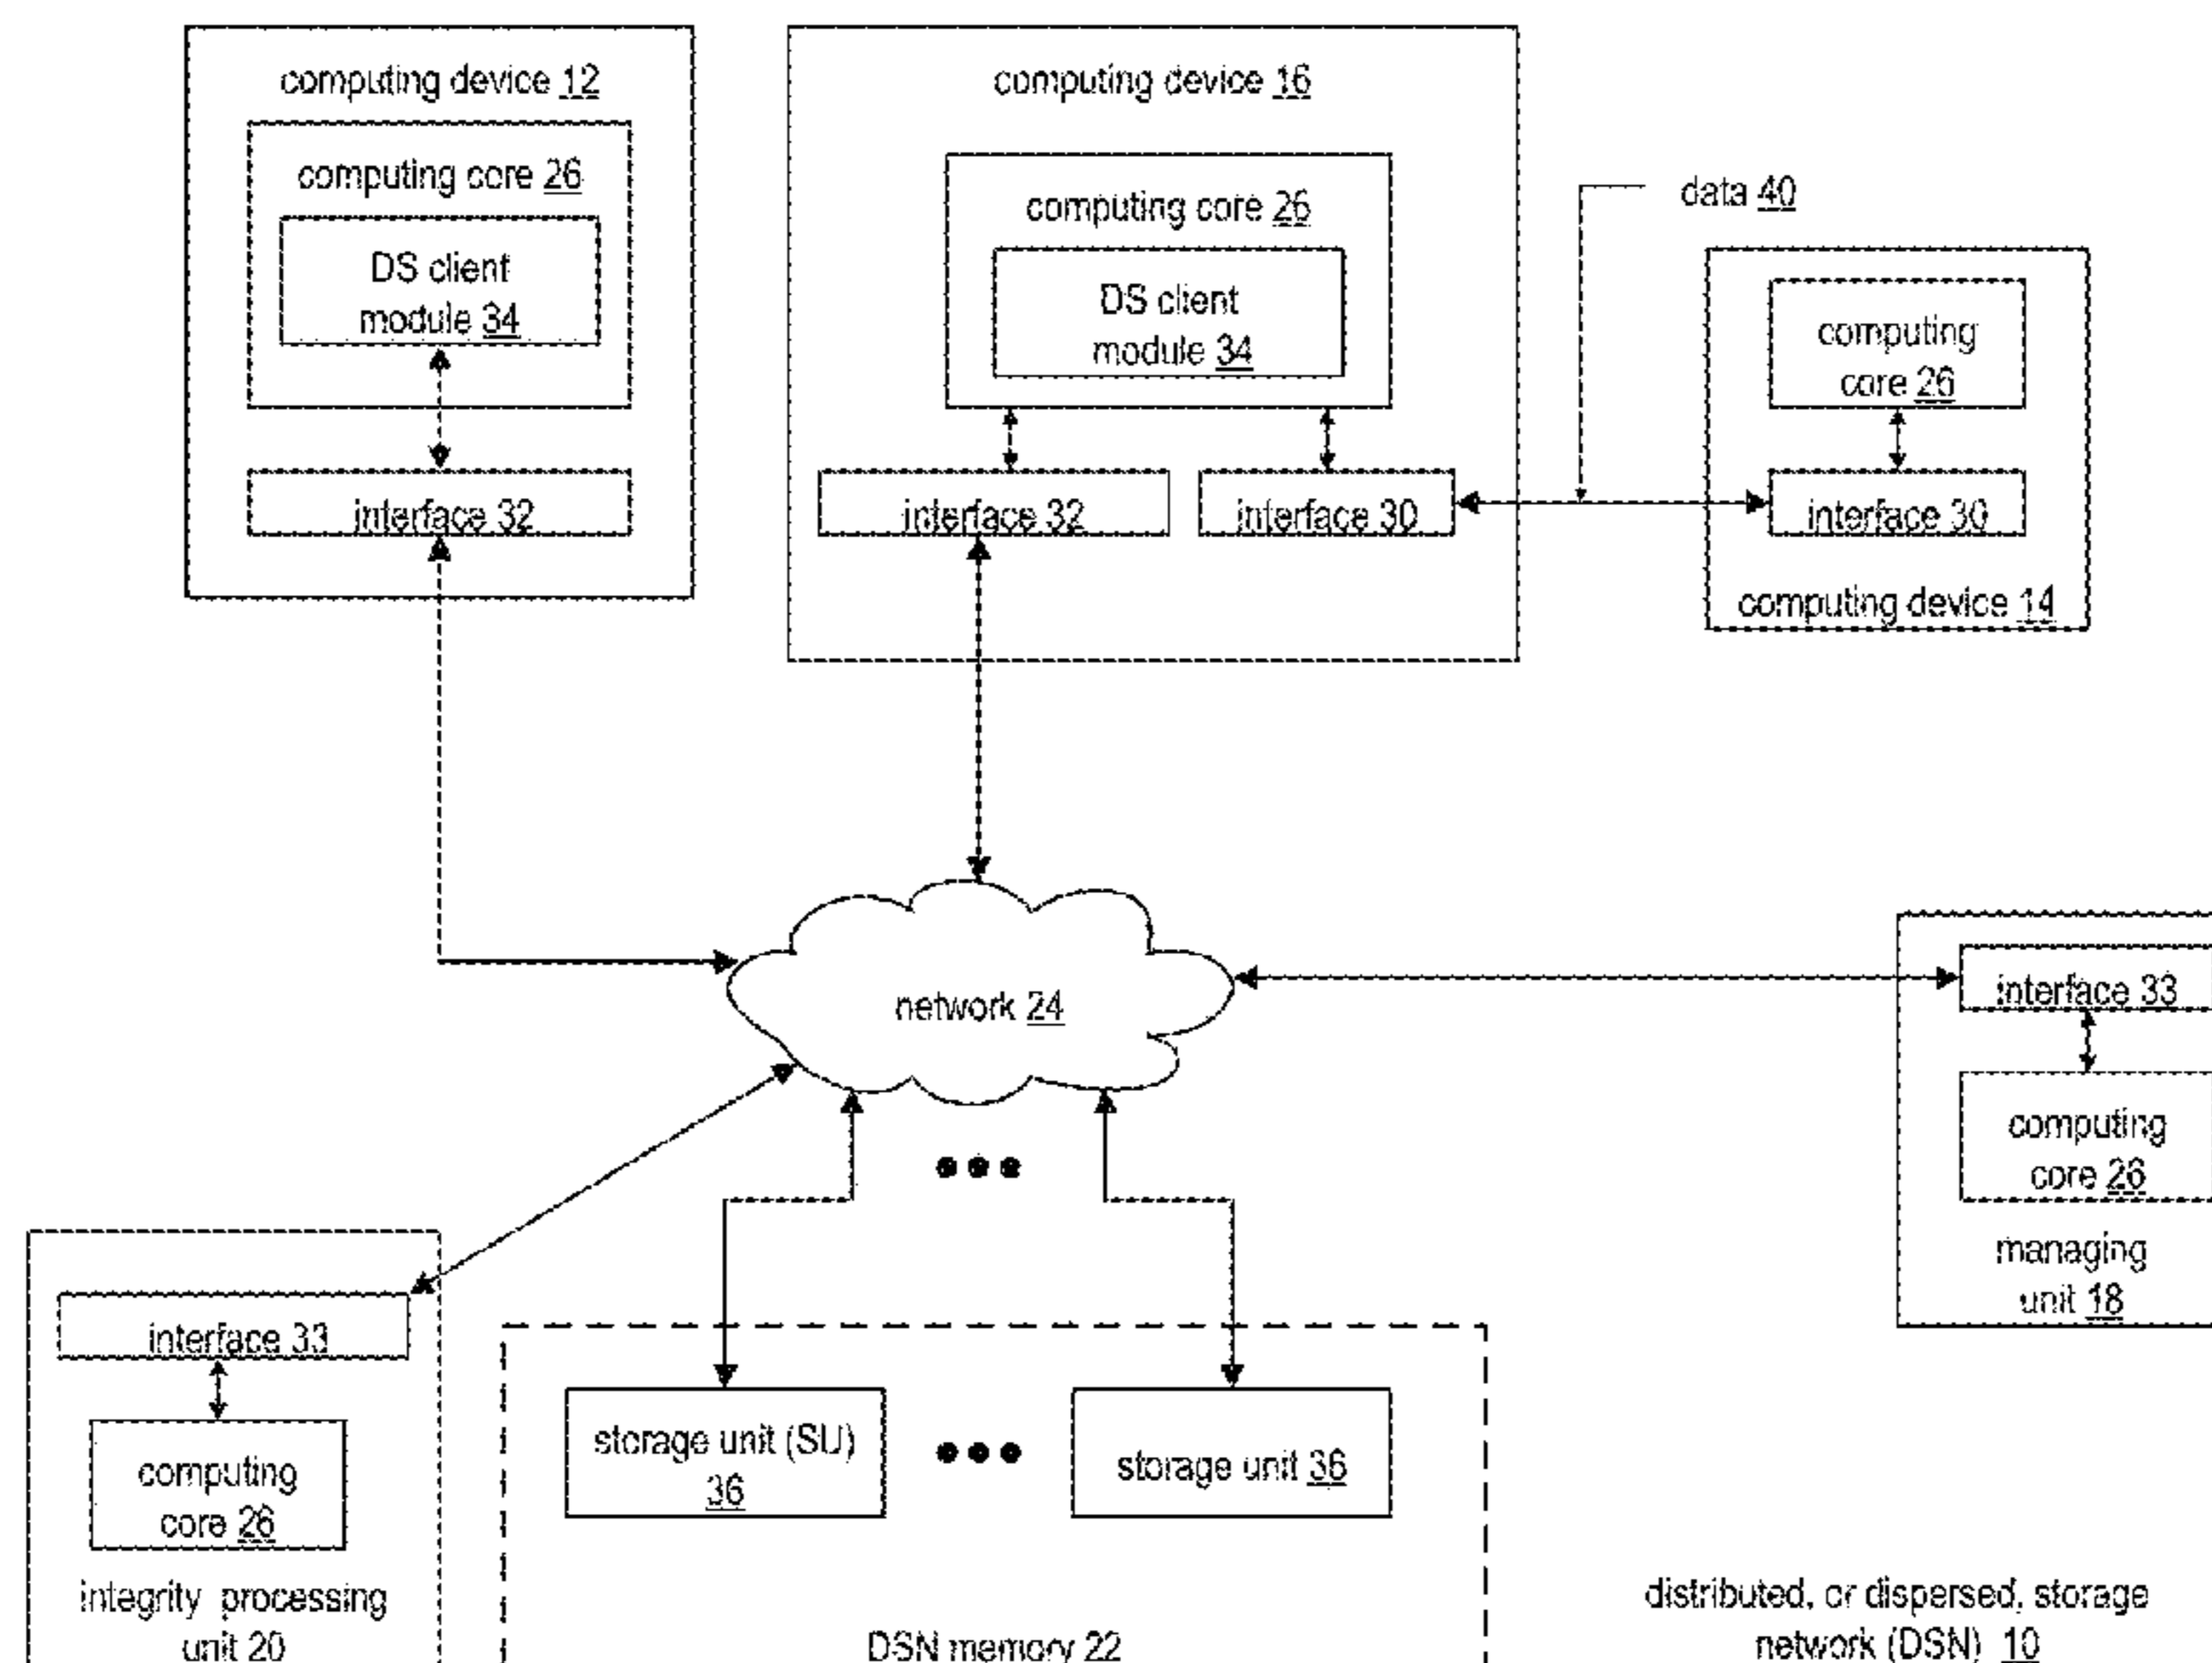 computing device 12
computing core 26
DS client
module 34
interface 32
computing device 16
computing core 26
DS client
module 34
interface 32
interface 30
data 40
computing
core 26
interface 30
computing device 14
network 24
interface 33
computing
core 26
managing
unit 18
interface 33
computing
core 26
integrity processing
unit 20
storage unit (SU)
36
storage unit 36
DSN memory 22
distributed, or dispersed, storage
network (DSN) 10